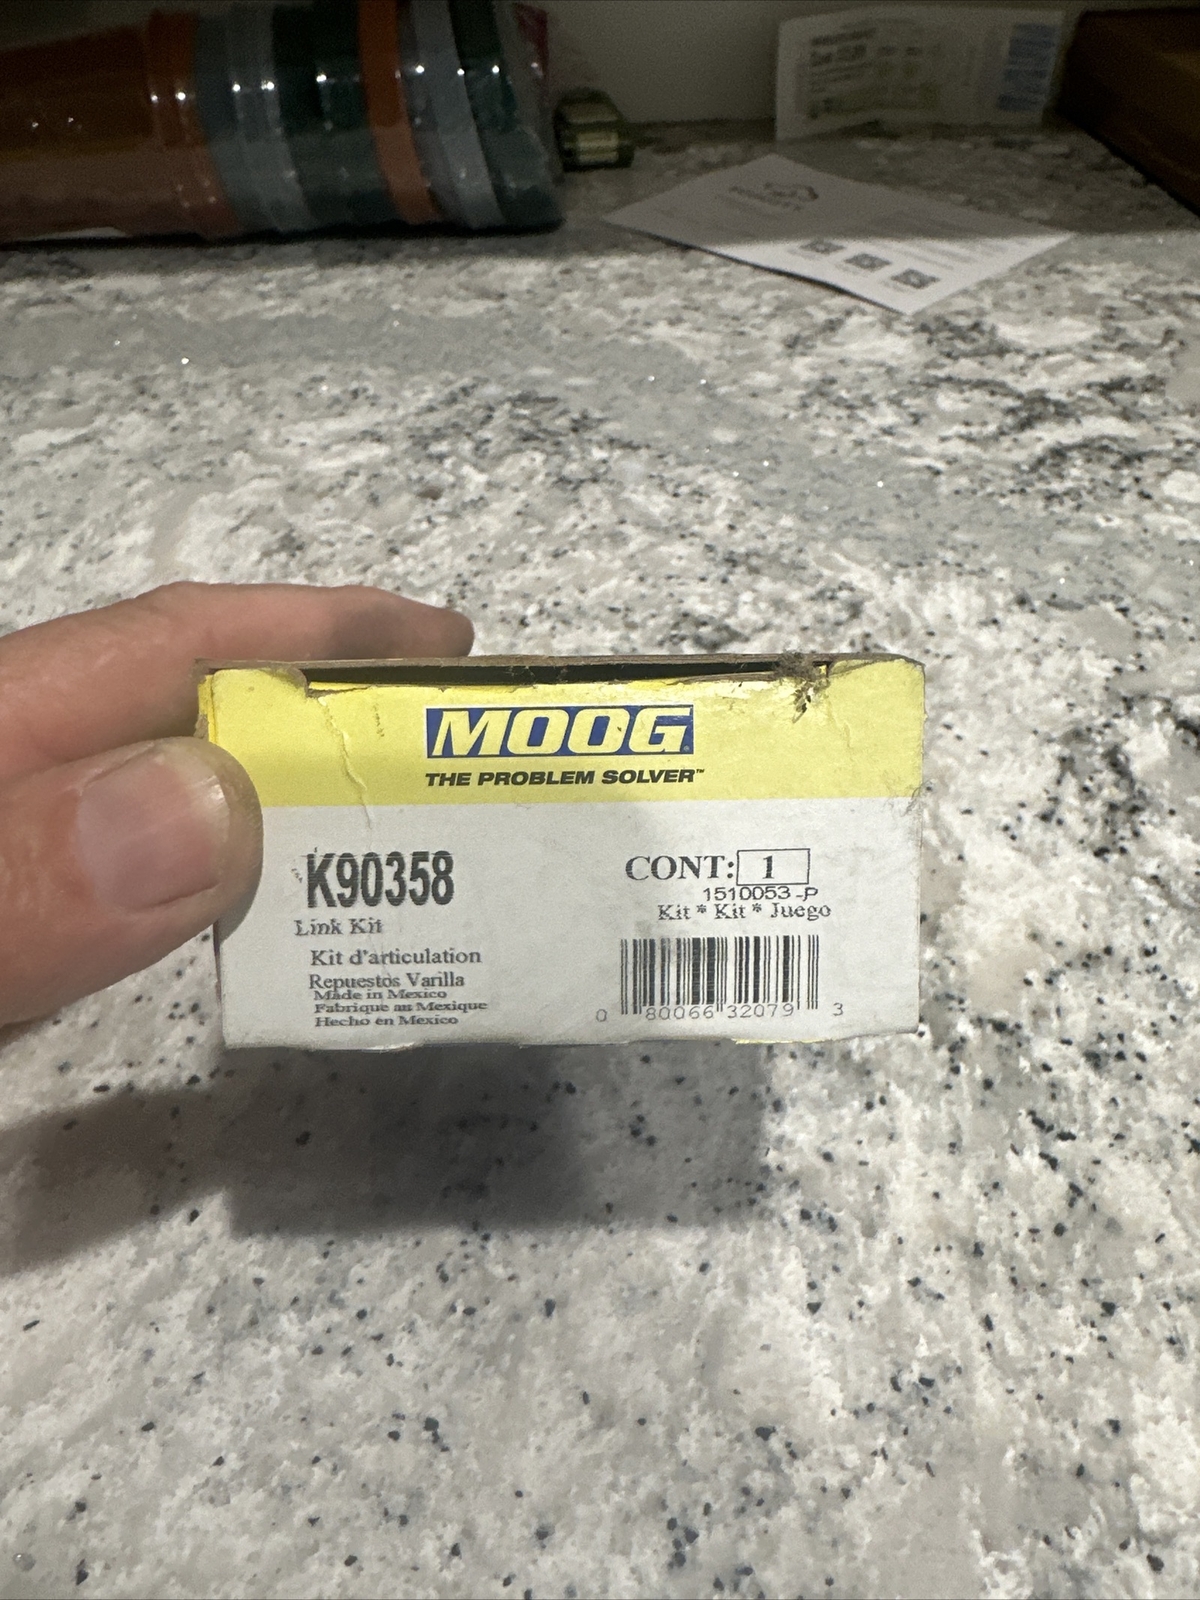 MOOG
THE PROBLEM SOLVER™
K90358
Link Kit
Kit d'articulation
Repuestos Varilla
Made in Mexico
Fabrique au Mexique
Hecho en Mexico
CONT: 1
1510053-P
Kit * Kit * Juego
0 80066 32079 3